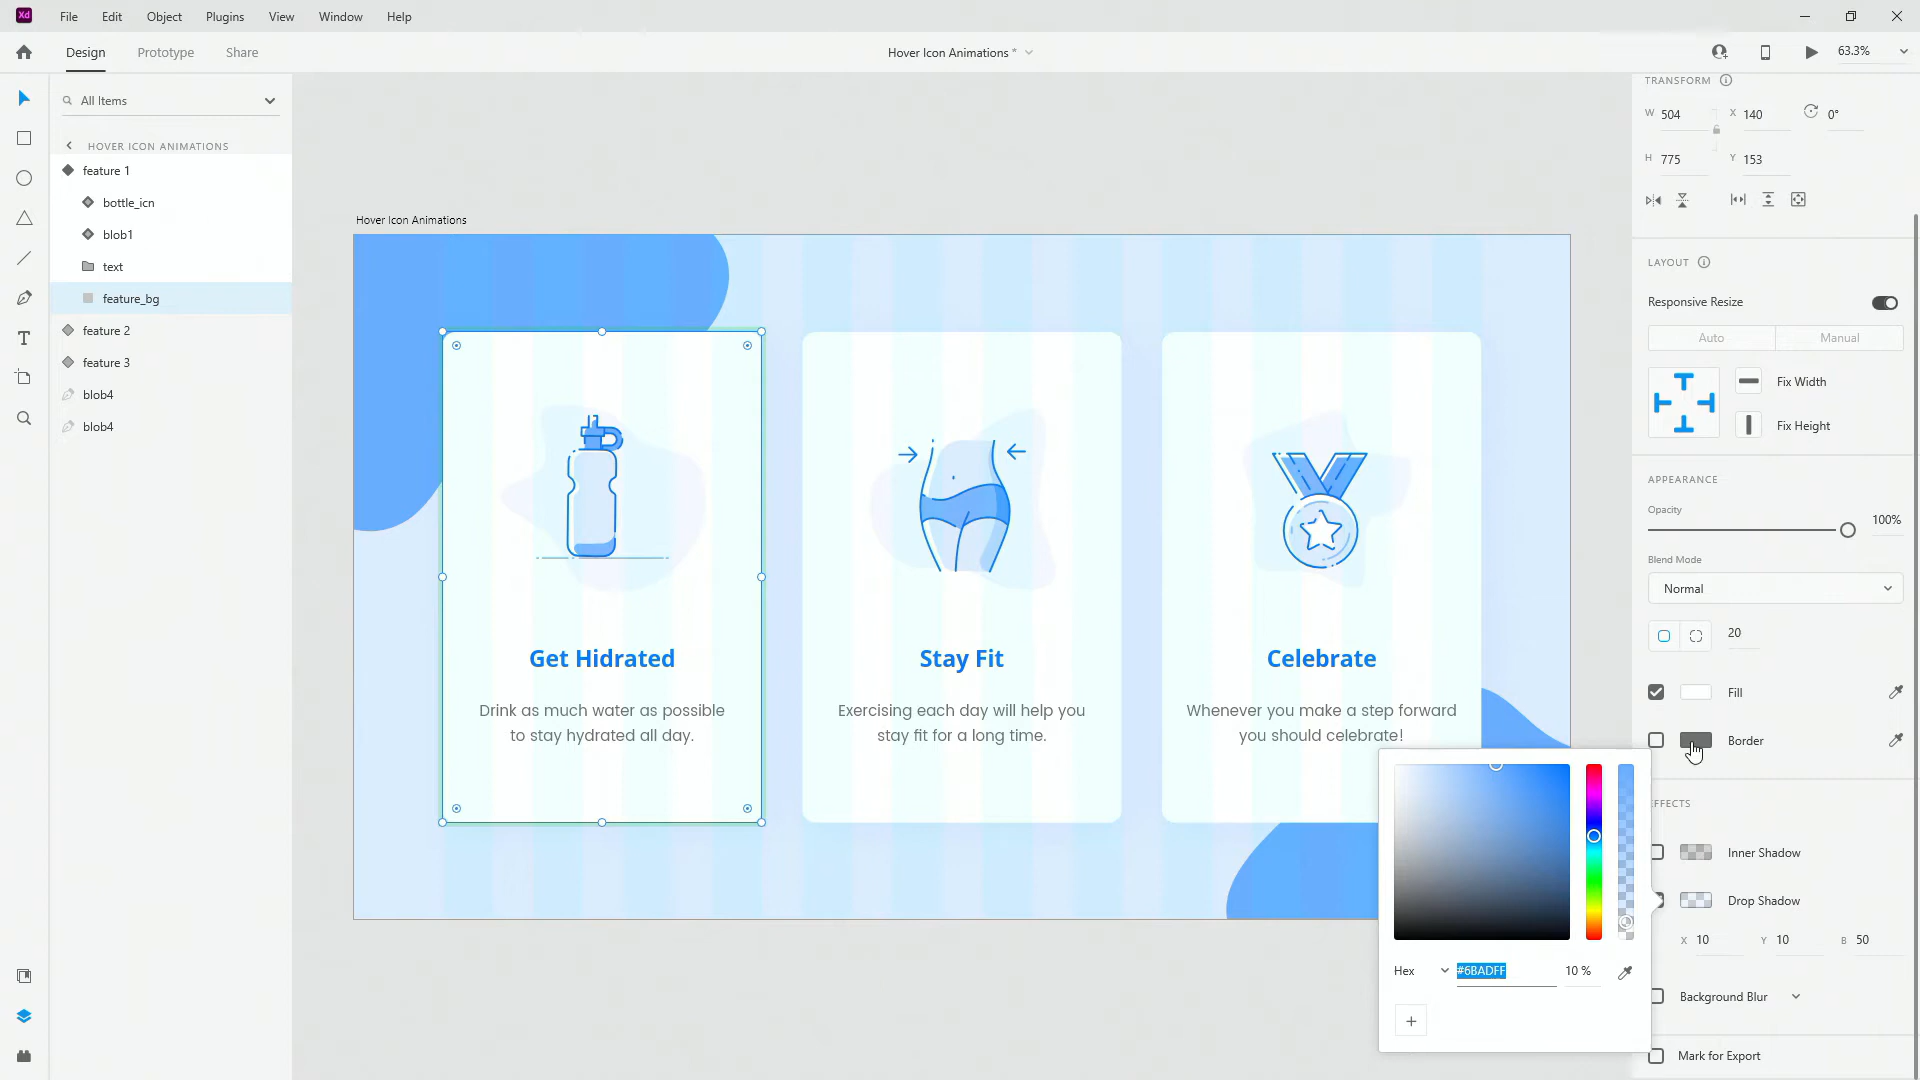 Xd File Edit Object Plugins View Window Help
Design Prototype Share
Hover Icon Animations *
63.3%
All Items
HOVER ICON ANIMATIONS
feature 1
bottle_icn
blob1
text
feature_bg
feature 2
feature 3
blob4
blob4
Hover Icon Animations
Get Hidrated
Drink as much water as possible
to stay hydrated all day.
Stay Fit
Exercising each day will help you
stay fit for a long time.
Celebrate
Whenever you make a step forward
you should celebrate!
TRANSFORM
W 504 X 140 0°
H 775 Y 153
LAYOUT
Responsive Resize
Auto Manual
Fix Width
Fix Height
APPEARANCE
Opacity
100%
Blend Mode
Normal
20
Fill
Border
EFFECTS
Inner Shadow
Drop Shadow
X 10 Y 10 B 50
Background Blur
Mark for Export
Hex #6BADFF 10 %